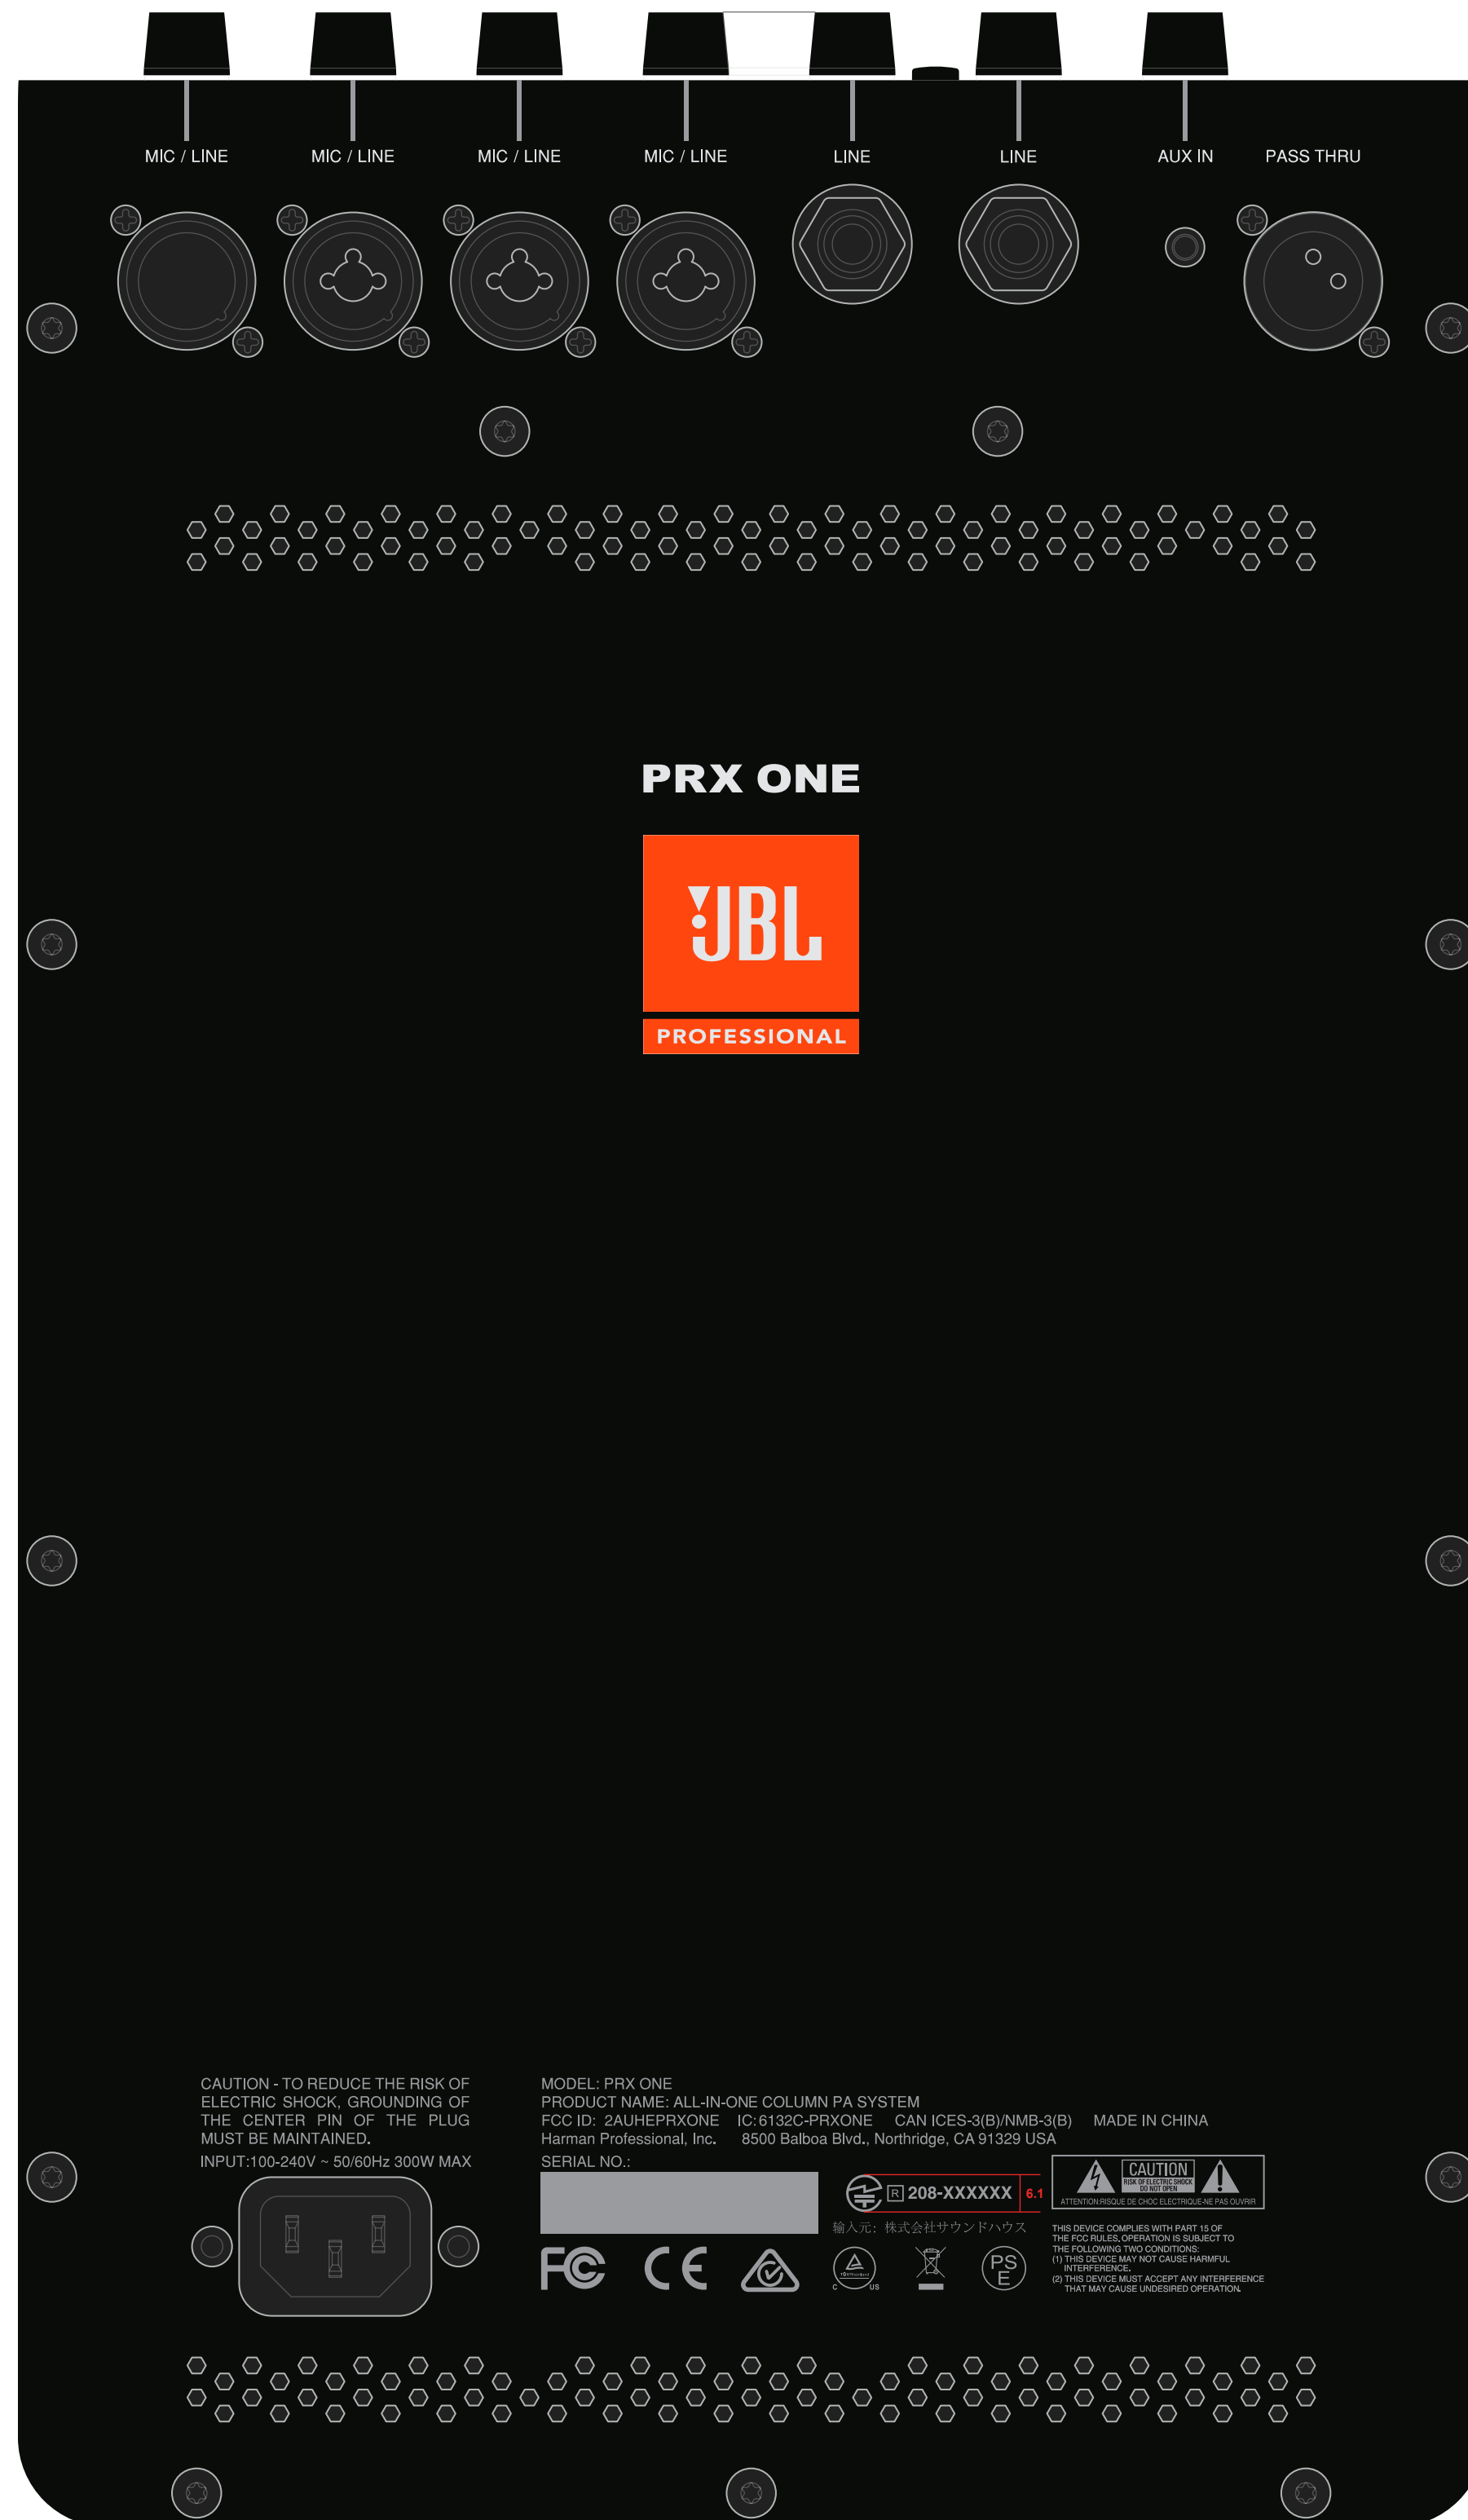 MIC / LINE
MIC / LINE
MIC / LINE
MIC / LINE
LINE
LINE
AUX IN
PASS THRU
PRX ONE
JBL
PROFESSIONAL
CAUTION - TO REDUCE THE RISK OF
ELECTRIC SHOCK, GROUNDING OF
THE CENTER PIN OF THE PLUG
MUST BE MAINTAINED.
INPUT:100-240V ~ 50/60Hz 300W MAX
MODEL: PRX ONE
PRODUCT NAME: ALL-IN-ONE COLUMN PA SYSTEM
FCC ID: 2AUHEPRXONE IC: 6132C-PRXONE CAN ICES-3(B)/NMB-3(B) MADE IN CHINA
Harman Professional, Inc. 8500 Balboa Blvd., Northridge, CA 91329 USA
SERIAL NO.:
R 208-XXXXXX 6.1
输入元: 株式会社サウンドハウス
FC CE
C US
PS
E
CAUTION
RISK OF ELECTRIC SHOCK
DO NOT OPEN
ATTENTION:RISQUE DE CHOC ELECTRIQUE-NE PAS OUVRIR
THIS DEVICE COMPLIES WITH PART 15 OF
THE FCC RULES, OPERATION IS SUBJECT TO
THE FOLLOWING TWO CONDITIONS:
(1) THIS DEVICE MAY NOT CAUSE HARMFUL
INTERFERENCE.
(2) THIS DEVICE MUST ACCEPT ANY INTERFERENCE
THAT MAY CAUSE UNDESIRED OPERATION.